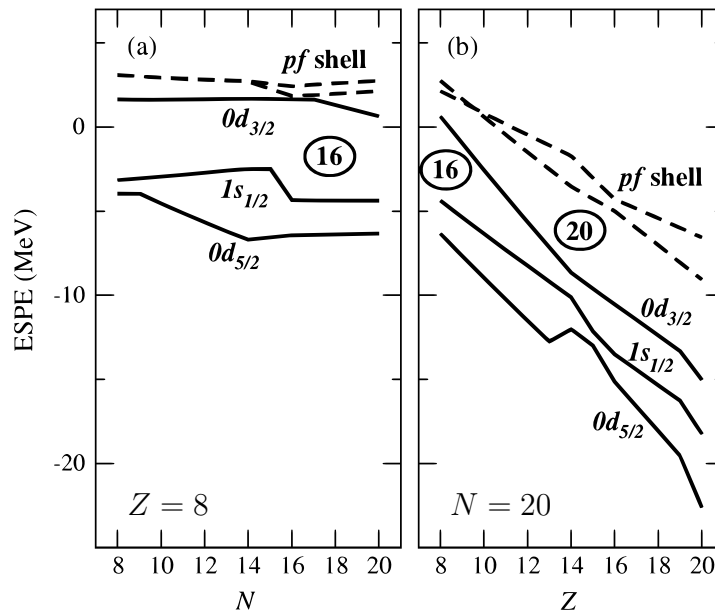 (a)
pf shell
0d3/2
16
1s1/2
0d5/2
Z = 8
0
-10
-20
ESPE (MeV)
8 10 12 14 16 18 20
N
(b)
16
pf shell
20
0d3/2
1s1/2
0d5/2
N = 20
8 10 12 14 16 18 20
Z